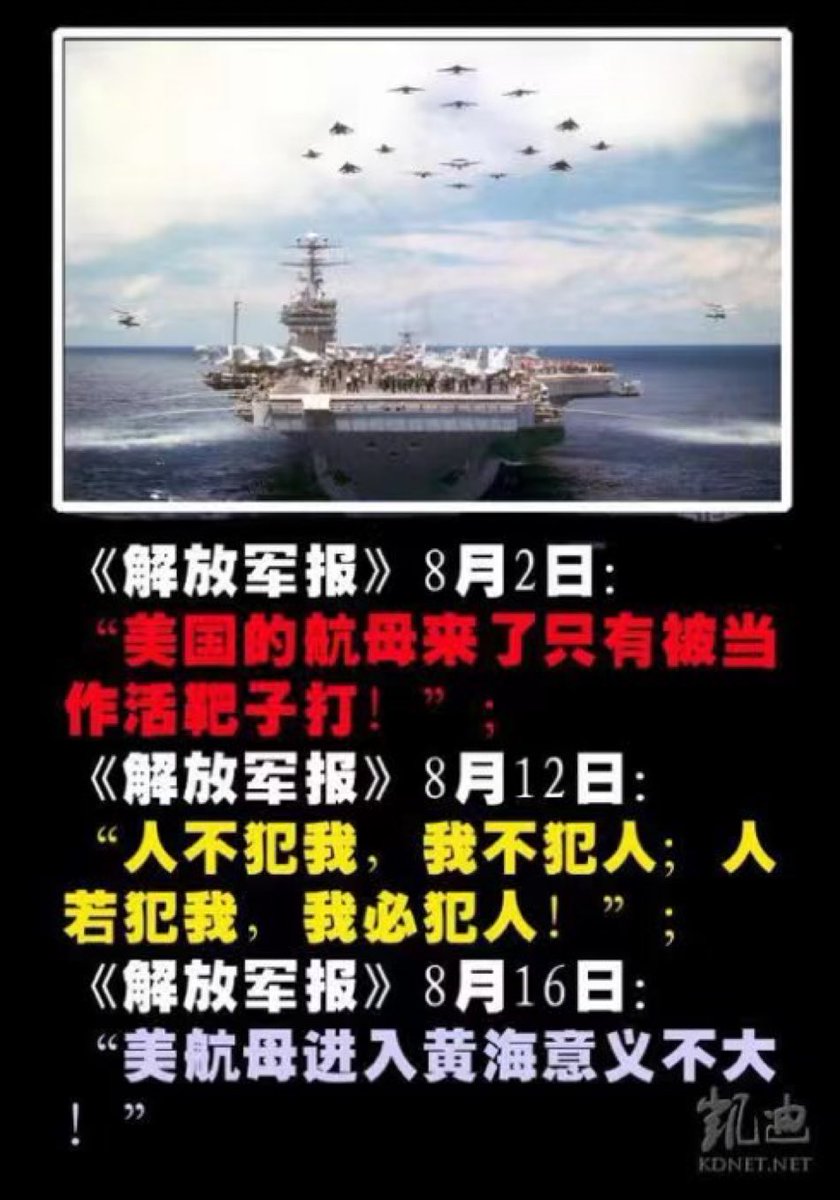 《解放军报》8月2日：
“美国的航母来了只有被当
作活靶子打！”；
《解放军报》8月12日：
“人不犯我，我不犯人；人
若犯我，我必犯人！”；
《解放军报》8月16日：
“美航母进入黄海意义不大
！”
凯迪
KDNET.NET